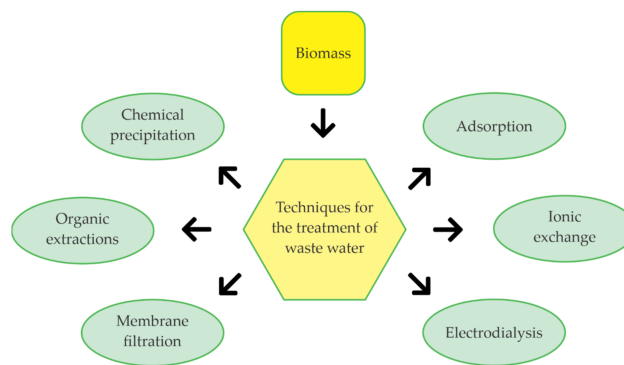 Biomass
Chemical
precipitation
Adsorption
Organic
extractions
Techniques for
the treatment of
waste water
Ionic
exchange
Membrane
filtration
Electrodialysis